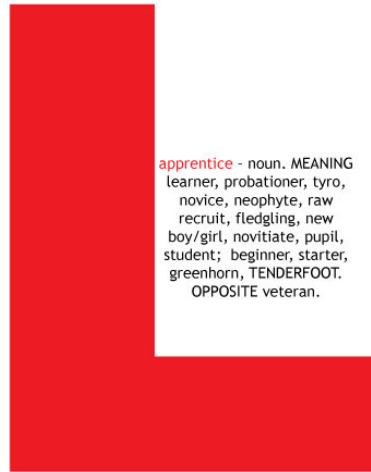 apprentice - noun. MEANING
learner, probationer, tyro,
novice, neophyte, raw
recruit, fledgling, new
boy/girl, novitiate, pupil,
student;  beginner, starter,
greenhorn, TENDERFOOT.
OPPOSITE veteran.